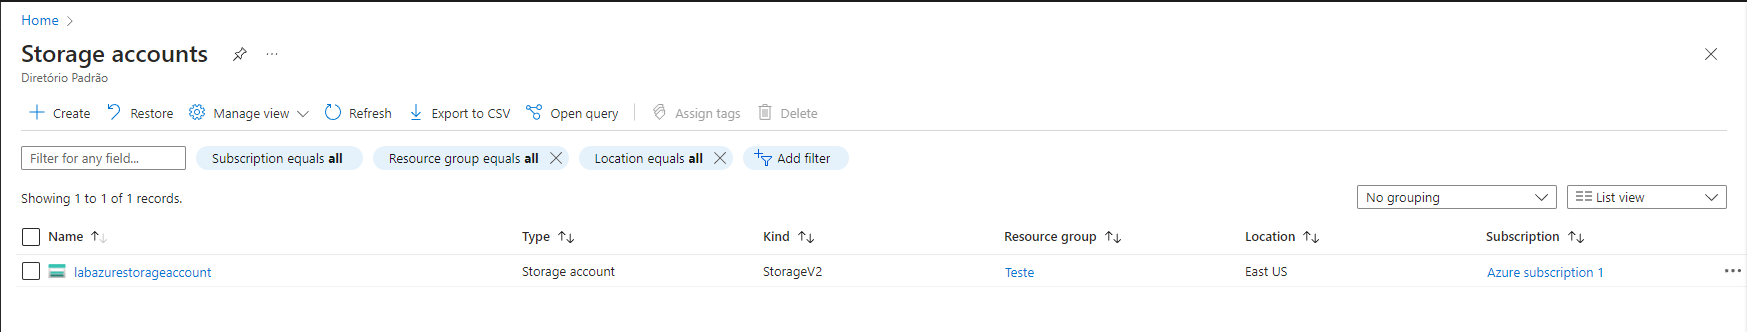 Home
Storage accounts
Diretório Padrão
Create Restore Manage view Refresh Export to CSV Open query Assign tags Delete
Filter for any field... Subscription equals all Resource group equals all Location equals all Add filter
Showing 1 to 1 of 1 records. No grouping List view
Name Type Kind Resource group Location Subscription
labazurestorageaccount Storage account StorageV2 Teste East US Azure subscription 1